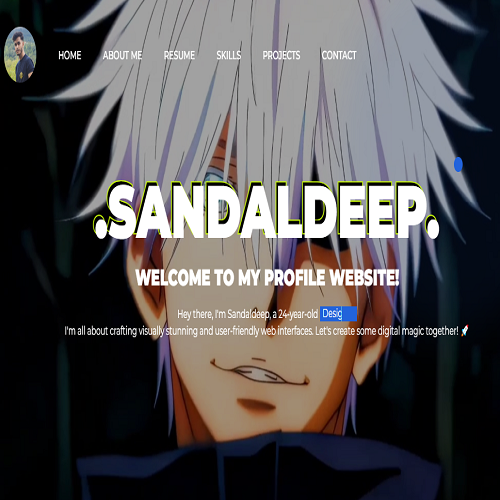 HOME ABOUT ME RESUME SKILLS PROJECTS CONTACT
.SANDALDEEP.
WELCOME TO MY PROFILE WEBSITE!
Hey there, I'm Sandaldeep, a 24-year-old Desig
I'm all about crafting visually stunning and user-friendly web interfaces. Let's create some digital magic together! 🚀